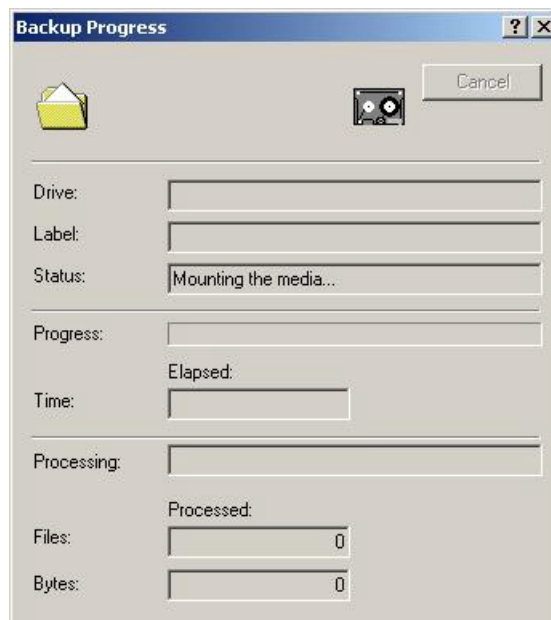 Backup Progress
Cancel
Drive:
Label:
Status: Mounting the media...
Progress:
Elapsed:
Time:
Processing:
Processed:
Files: 0
Bytes: 0